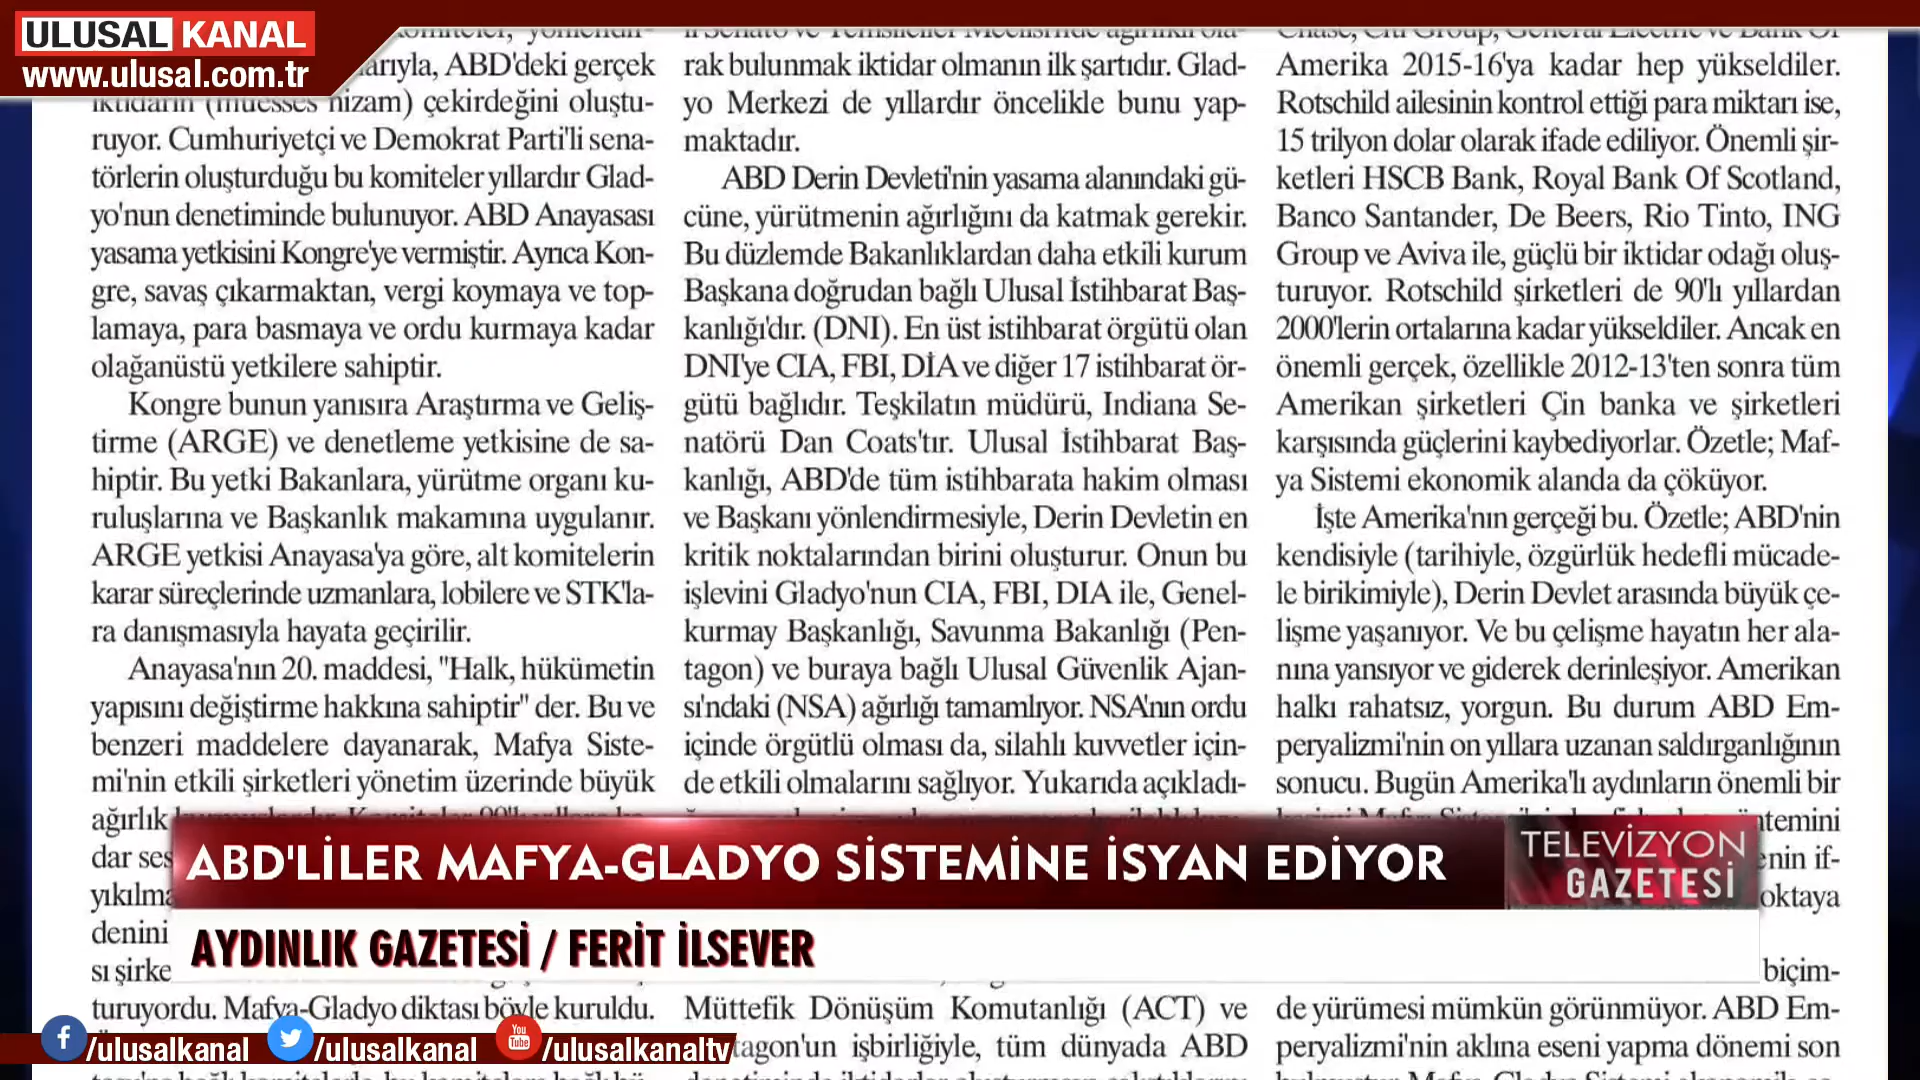 ULUSAL KANAL
www.ulusal.com.tr
arıyla, ABD'deki gerçek
iktidarın (müesses nizam) çekirdeğini oluştu-
ruyor. Cumhuriyetçi ve Demokrat Parti'li sena-
törlerin oluşturduğu bu komiteler yıllardır Glad-
yo'nun denetiminde bulunuyor. ABD Anayasası
yasama yetkisini Kongre'ye vermiştir. Ayrıca Kon-
gre, savaş çıkarmaktan, vergi koymaya ve top-
lamaya, para basmaya ve ordu kurmaya kadar
olağanüstü yetkilere sahiptir.
Kongre bunun yanısıra Araştırma ve Geliş-
tirme (ARGE) ve denetleme yetkisine de sa-
hiptir. Bu yetki Bakanlara, yürütme organı ku-
ruluşlarına ve Başkanlık makamına uygulanır.
ARGE yetkisi Anayasa'ya göre, alt komitelerin
karar süreçlerinde uzmanlara, lobilere ve STK'la-
ra danışmasıyla hayata geçirilir.
Anayasa'nın 20. maddesi, "Halk, hükümetin
yapısını değiştirme hakkına sahiptir" der. Bu ve
benzeri maddelere dayanarak, Mafya Siste-
mi'nin etkili şirketleri yönetim üzerinde büyük
ağırlık
dar ses
yıkılma
denini
sı şirke
turuyordu. Mafya-Gladyo diktası böyle kuruldu.
li Senato ve Temsilciler Meclisi'nde ağırlıklı ola-
rak bulunmak iktidar olmanın ilk şartıdır. Glad-
yo Merkezi de yıllardır öncelikle bunu yap-
maktadır.
ABD Derin Devleti'nin yasama alanındaki gü-
cüne, yürütmenin ağırlığını da katmak gerekir.
Bu düzlemde Bakanlıklardan daha etkili kurum
Başkana doğrudan bağlı Ulusal İstihbarat Baş-
kanlığı'dır. (DNI). En üst istihbarat örgütü olan
DNI'ye CIA, FBI, DİA ve diğer 17 istihbarat ör-
gütü bağlıdır. Teşkilatın müdürü, Indiana Se-
natörü Dan Coats'tır. Ulusal İstihbarat Baş-
kanlığı, ABD'de tüm istihbarata hakim olması
ve Başkanı yönlendirmesiyle, Derin Devletin en
kritik noktalarından birini oluşturur. Onun bu
işlevini Gladyo'nun CIA, FBI, DIA ile, Genel-
kurmay Başkanlığı, Savunma Bakanlığı (Pen-
tagon) ve buraya bağlı Ulusal Güvenlik Ajan-
sı'ndaki (NSA) ağırlığı tamamlıyor. NSA'nın ordu
içinde örgütlü olması da, silahlı kuvvetler için-
de etkili olmalarını sağlıyor. Yukarıda açıkladı-
Müttefik Dönüşüm Komutanlığı (ACT) ve
tagon'un işbirliğiyle, tüm dünyada ABD
Chase, Citi Group, General Electric ve Bank Of
Amerika 2015-16'ya kadar hep yükseldiler.
Rotschild ailesinin kontrol ettiği para miktarı ise,
15 trilyon dolar olarak ifade ediliyor. Önemli şir-
ketleri HSCB Bank, Royal Bank Of Scotland,
Banco Santander, De Beers, Rio Tinto, ING
Group ve Aviva ile, güçlü bir iktidar odağı oluş-
turuyor. Rotschild şirketleri de 90'lı yıllardan
2000'lerin ortalarına kadar yükseldiler. Ancak en
önemli gerçek, özellikle 2012-13'ten sonra tüm
Amerikan şirketleri Çin banka ve şirketleri
karşısında güçlerini kaybediyorlar. Özetle; Maf-
ya Sistemi ekonomik alanda da çöküyor.
İşte Amerika'nın gerçeği bu. Özetle; ABD'nin
kendisiyle (tarihiyle, özgürlük hedefli mücade-
le birikimiyle), Derin Devlet arasında büyük çe-
lişme yaşanıyor. Ve bu çelişme hayatın her ala-
nına yansıyor ve giderek derinleşiyor. Amerikan
halkı rahatsız, yorgun. Bu durum ABD Em-
peryalizmi'nin on yıllara uzanan saldırganlığının
sonucu. Bugün Amerika'lı aydınların önemli bir
ntemini
enin if-
oktaya
biçim-
de yürümesi mümkün görünmüyor. ABD Em-
peryalizmi'nin aklına eseni yapma dönemi son
ABD'LİLER MAFYA-GLADYO SİSTEMİNE İSYAN EDİYOR
TELEVİZYON
GAZETESİ
AYDINLIK GAZETESİ / FERİT İLSEVER
/ulusalkanal
/ulusalkanal
You
Tube
/ulusalkanaltv